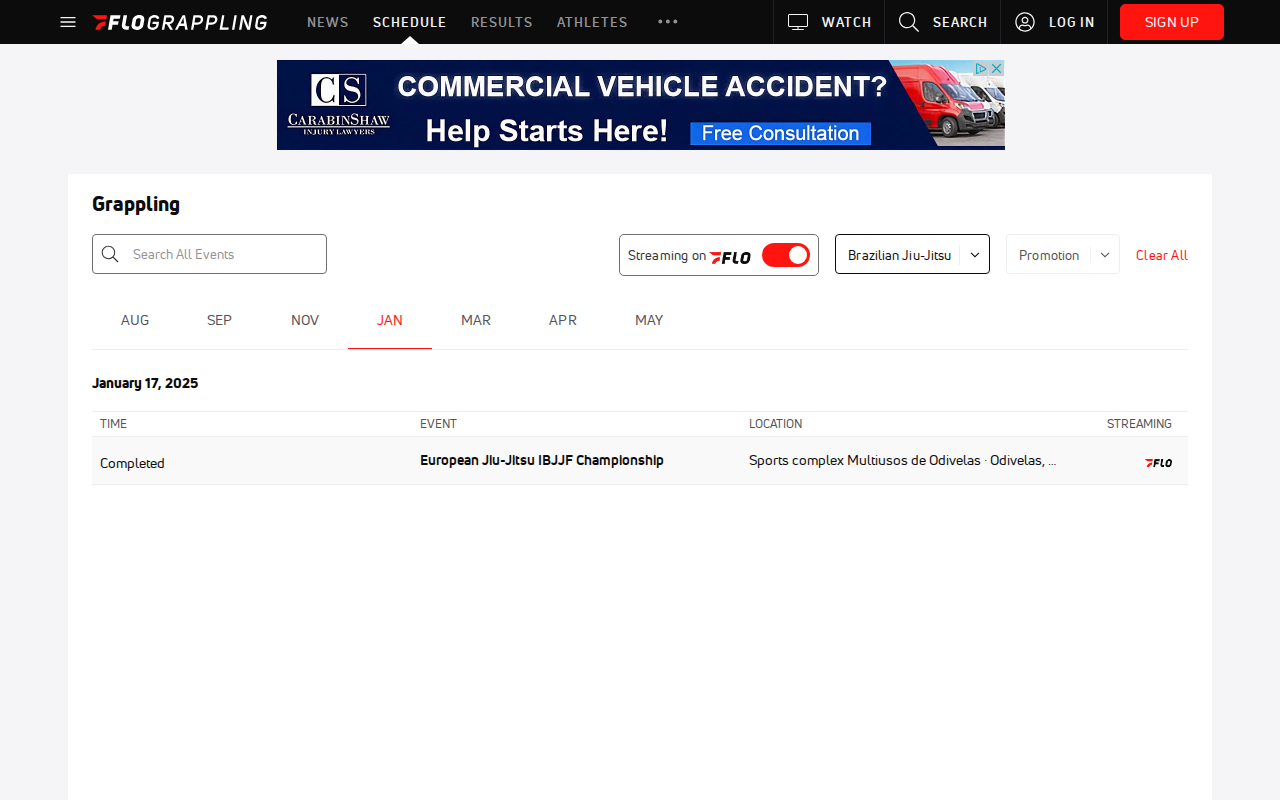 FLOGRAPPLING NEWS SCHEDULE RESULTS ATHLETES WATCH SEARCH LOG IN SIGN UP
CS
CARABINSHAW
INJURY LAWYERS
COMMERCIAL VEHICLE ACCIDENT?
Help Starts Here! Free Consultation
Grappling
Search All Events Streaming on FLO Brazilian Jiu-Jitsu Promotion Clear All
AUG SEP NOV JAN MAR APR MAY
January 17, 2025
TIME EVENT LOCATION STREAMING
Completed European Jiu-Jitsu IBJJF Championship Sports complex Multiusos de Odivelas · Odivelas, ... FLO